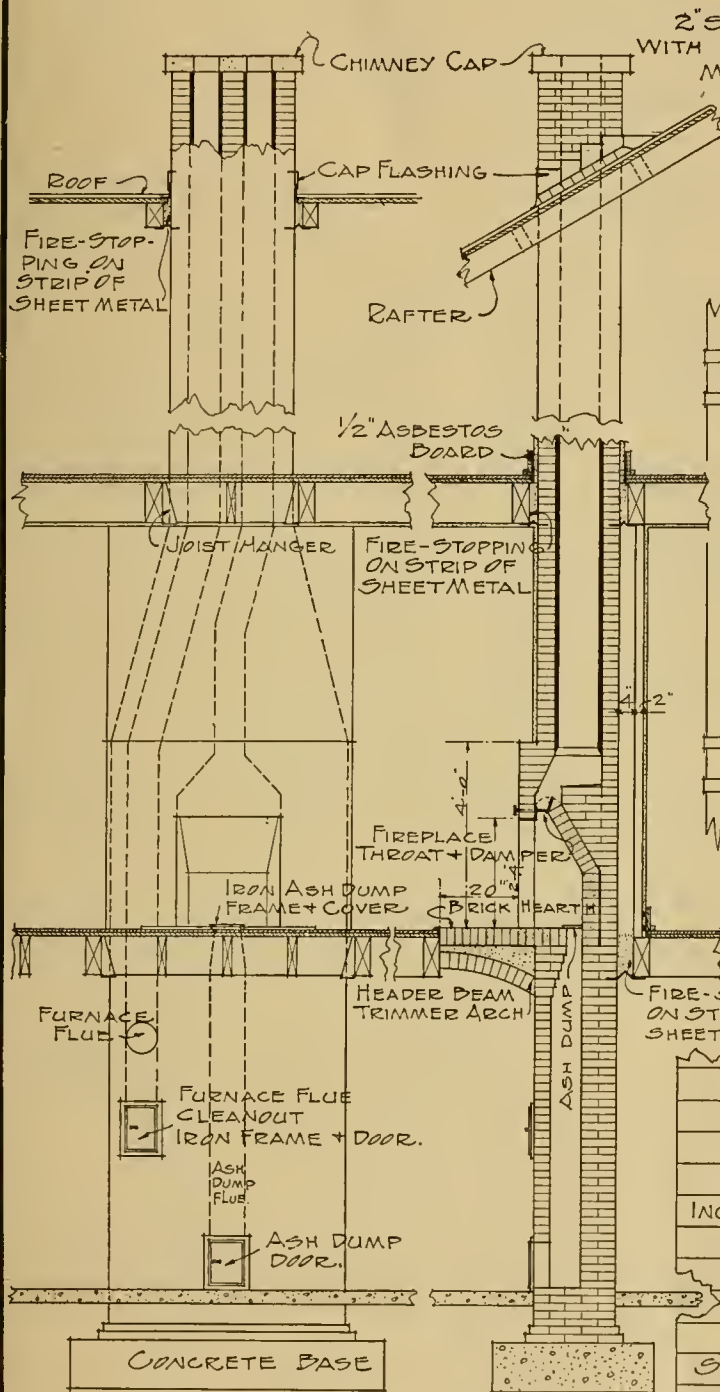 2"S
WITH
M
CHIMNEY CAP
ROOF
CAP FLASHING
FIRE-STOP-
PING ON
STRIP OF
SHEET METAL
RAFTER
1/2" ASBESTOS
BOARD
JOIST HANGER
FIRE-STOPPING
ON STRIP OF
SHEET METAL
4" 2"
4'-0"
FIREPLACE
THROAT + DAMPER
2'-4"
20"
IRON ASH DUMP
FRAME + COVER
BRICK HEARTH
HEADER BEAM
TRIMMER ARCH
ASH DUMP
FIRE-S
ON ST
SHEET
FURNACE
FLUE
FURNACE FLUE
CLEANOUT
IRON FRAME + DOOR.
ASH
DUMP
FLUE.
INC
ASH DUMP
DOOR.
CONCRETE BASE
S